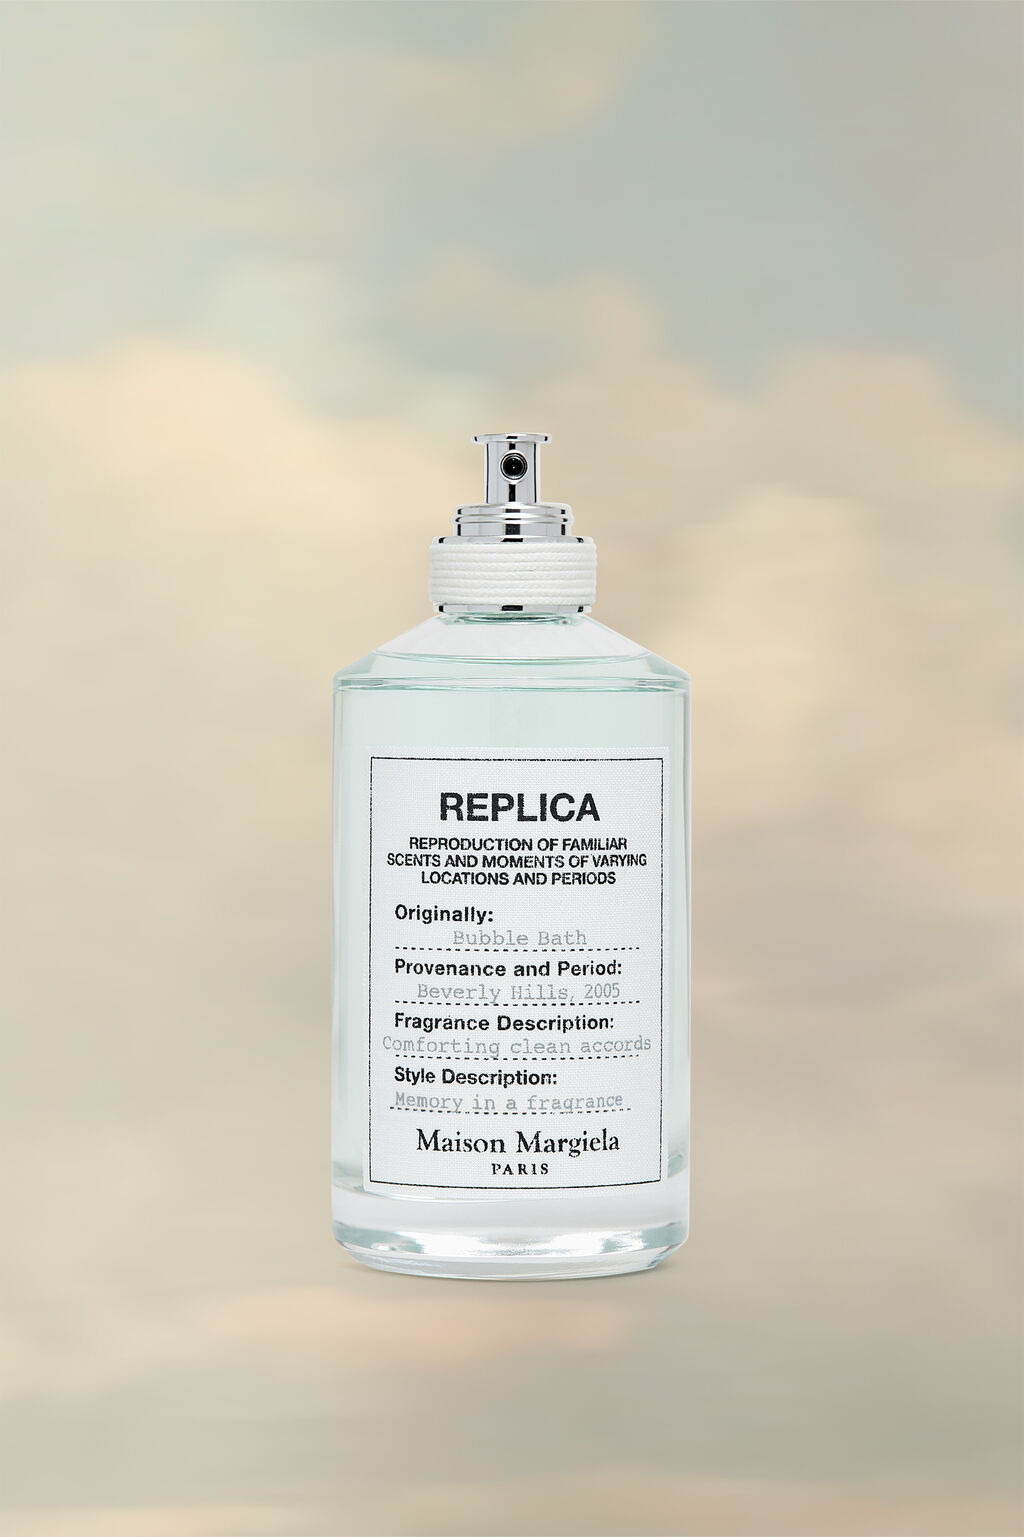 REPLICA
REPRODUCTION OF FAMILIAR
SCENTS AND MOMENTS OF VARYING
LOCATIONS AND PERIODS
Originally:
Bubble Bath
Provenance and Period:
Beverly Hills, 2005
Fragrance Description:
Comforting clean accords
Style Description:
Memory in a fragrance
Maison Margiela
PARIS